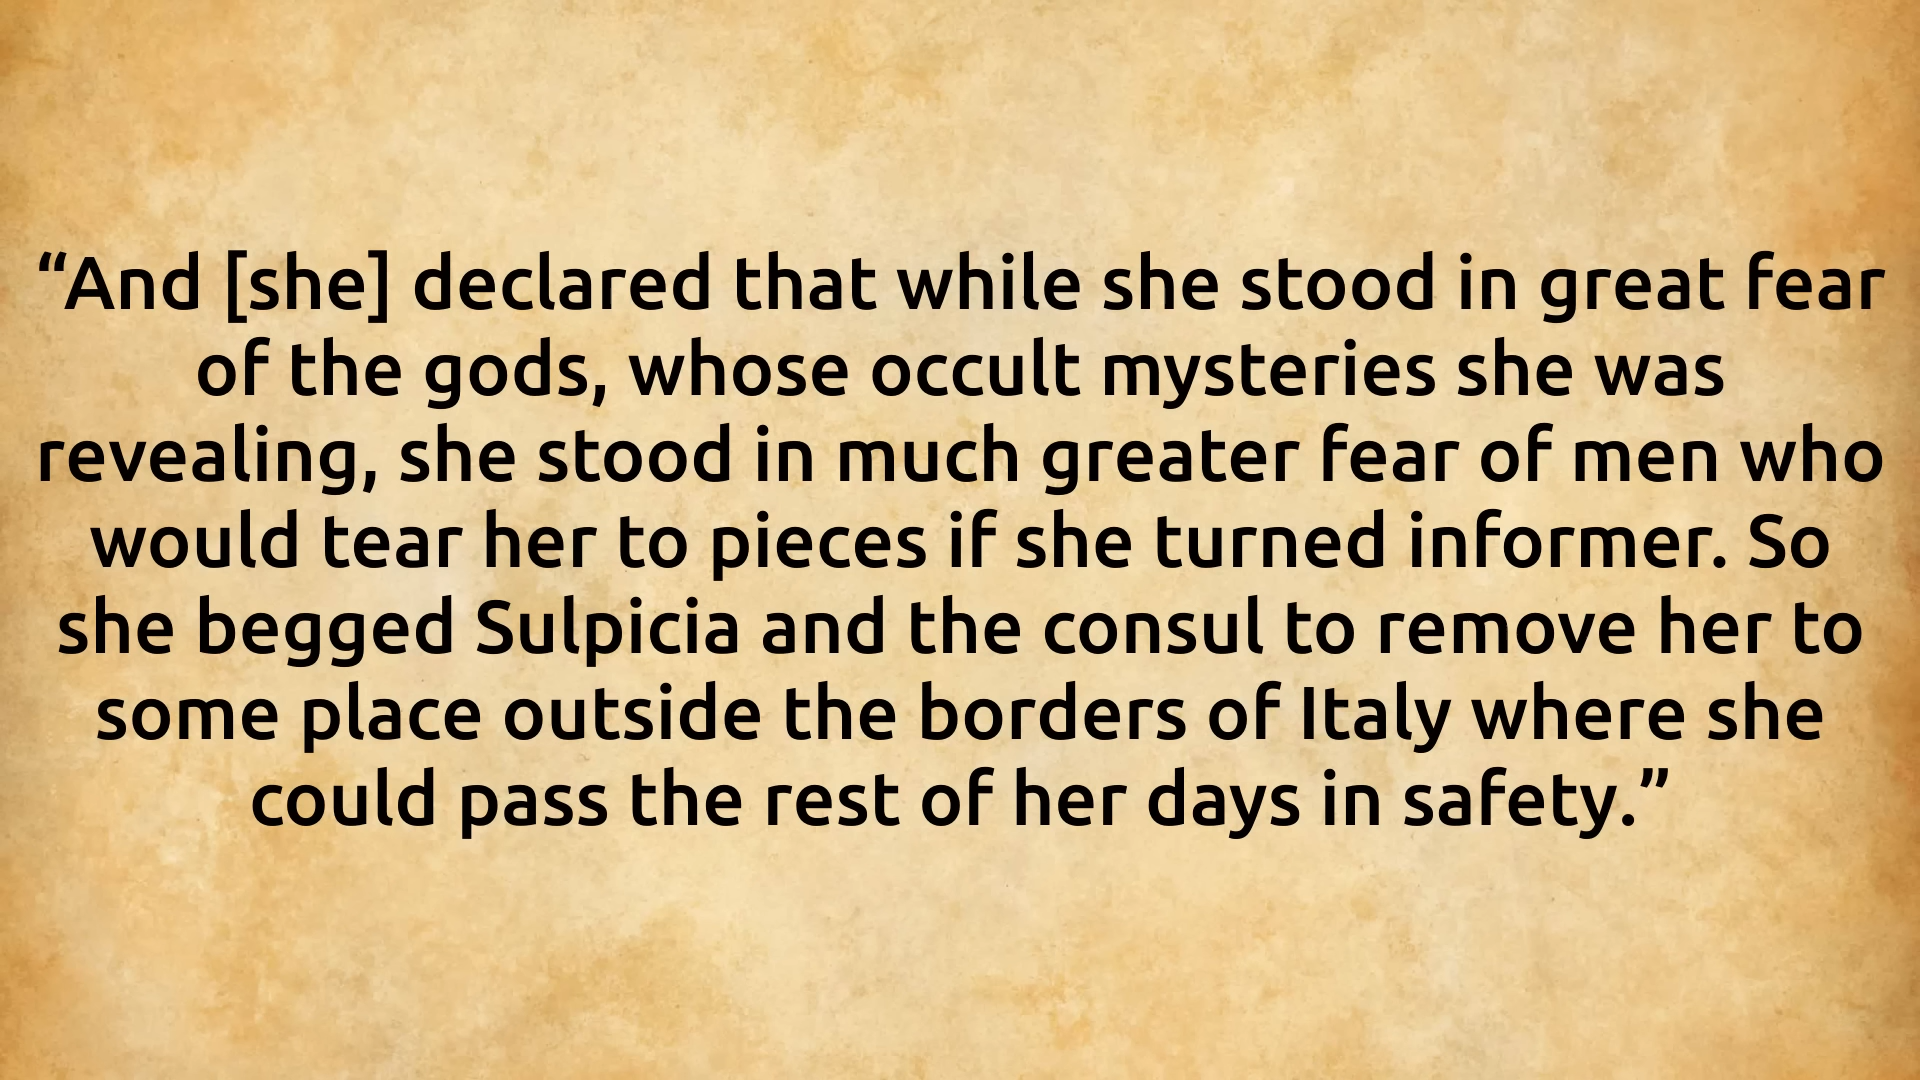 “And [she] declared that while she stood in great fear
of the gods, whose occult mysteries she was
revealing, she stood in much greater fear of men who
would tear her to pieces if she turned informer. So
she begged Sulpicia and the consul to remove her to
some place outside the borders of Italy where she
could pass the rest of her days in safety.”